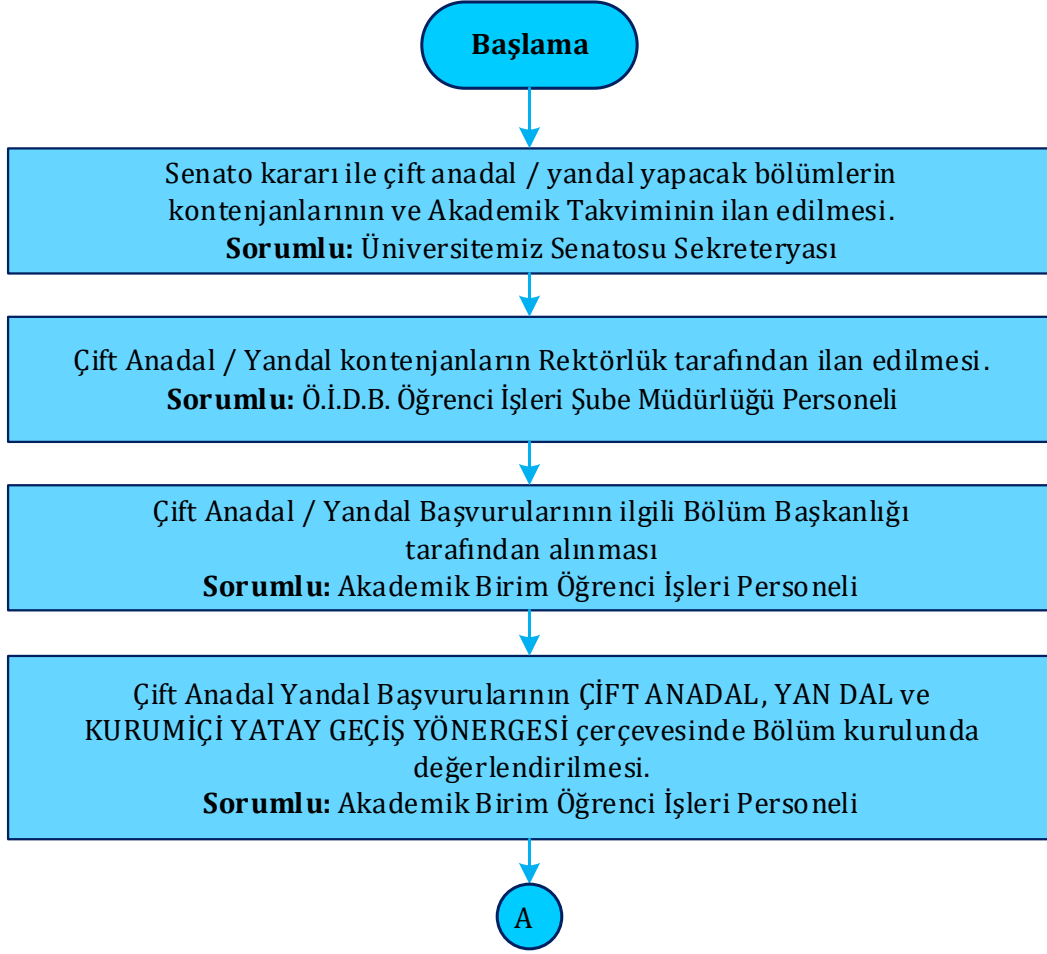 Başlama
Senato kararı ile çift anadal / yandal yapacak bölümlerin
kontenjanlarının ve Akademik Takviminin ilan edilmesi.
Sorumlu: Üniversitemiz Senatosu Sekreteryası
Çift Anadal / Yandal kontenjanların Rektörlük tarafından ilan edilmesi.
Sorumlu: Ö.İ.D.B. Öğrenci İşleri Şube Müdürlüğü Personeli
Çift Anadal / Yandal Başvurularının ilgili Bölüm Başkanlığı
tarafından alınması
Sorumlu: Akademik Birim Öğrenci İşleri Personeli
Çift Anadal Yandal Başvurularının ÇİFT ANADAL, YAN DAL ve
KURUMİÇİ YATAY GEÇİŞ YÖNERGESİ çerçevesinde Bölüm kurulunda
değerlendirilmesi.
Sorumlu: Akademik Birim Öğrenci İşleri Personeli
A